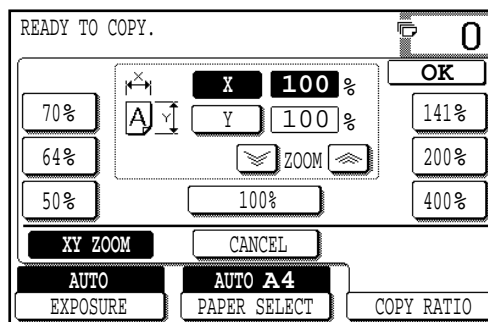 READY TO COPY. 0
OK
X
X 100 %
A Y Y 100 %
ZOOM
70%
64%
50%
100%
141%
200%
400%
XY ZOOM CANCEL
AUTO AUTO A4
EXPOSURE PAPER SELECT COPY RATIO